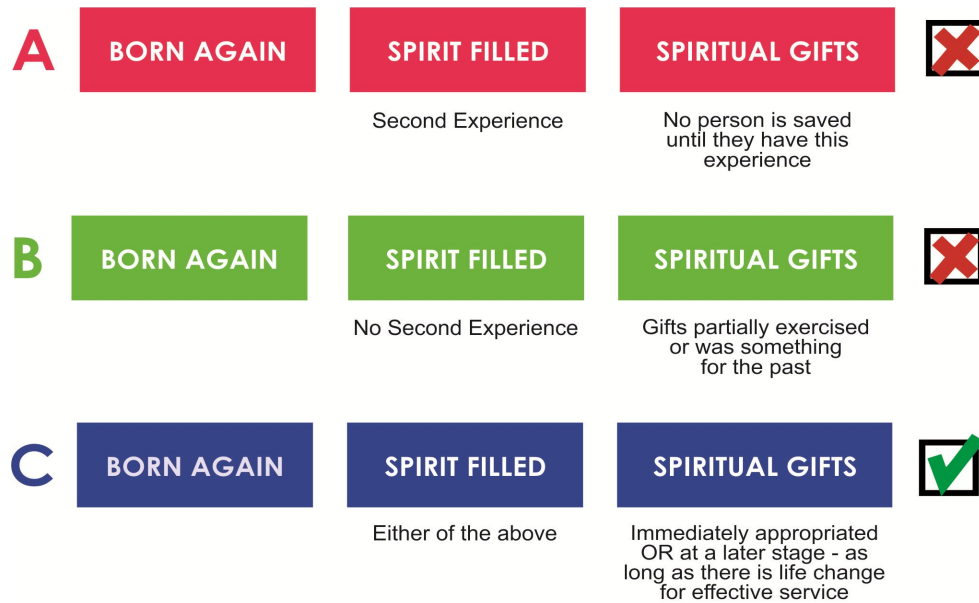 A BORN AGAIN SPIRIT FILLED SPIRITUAL GIFTS
Second Experience
No person is saved
until they have this
experience
B BORN AGAIN SPIRIT FILLED SPIRITUAL GIFTS
No Second Experience
Gifts partially exercised
or was something
for the past
C BORN AGAIN SPIRIT FILLED SPIRITUAL GIFTS
Either of the above
Immediately appropriated
OR at a later stage - as
long as there is life change
for effective service